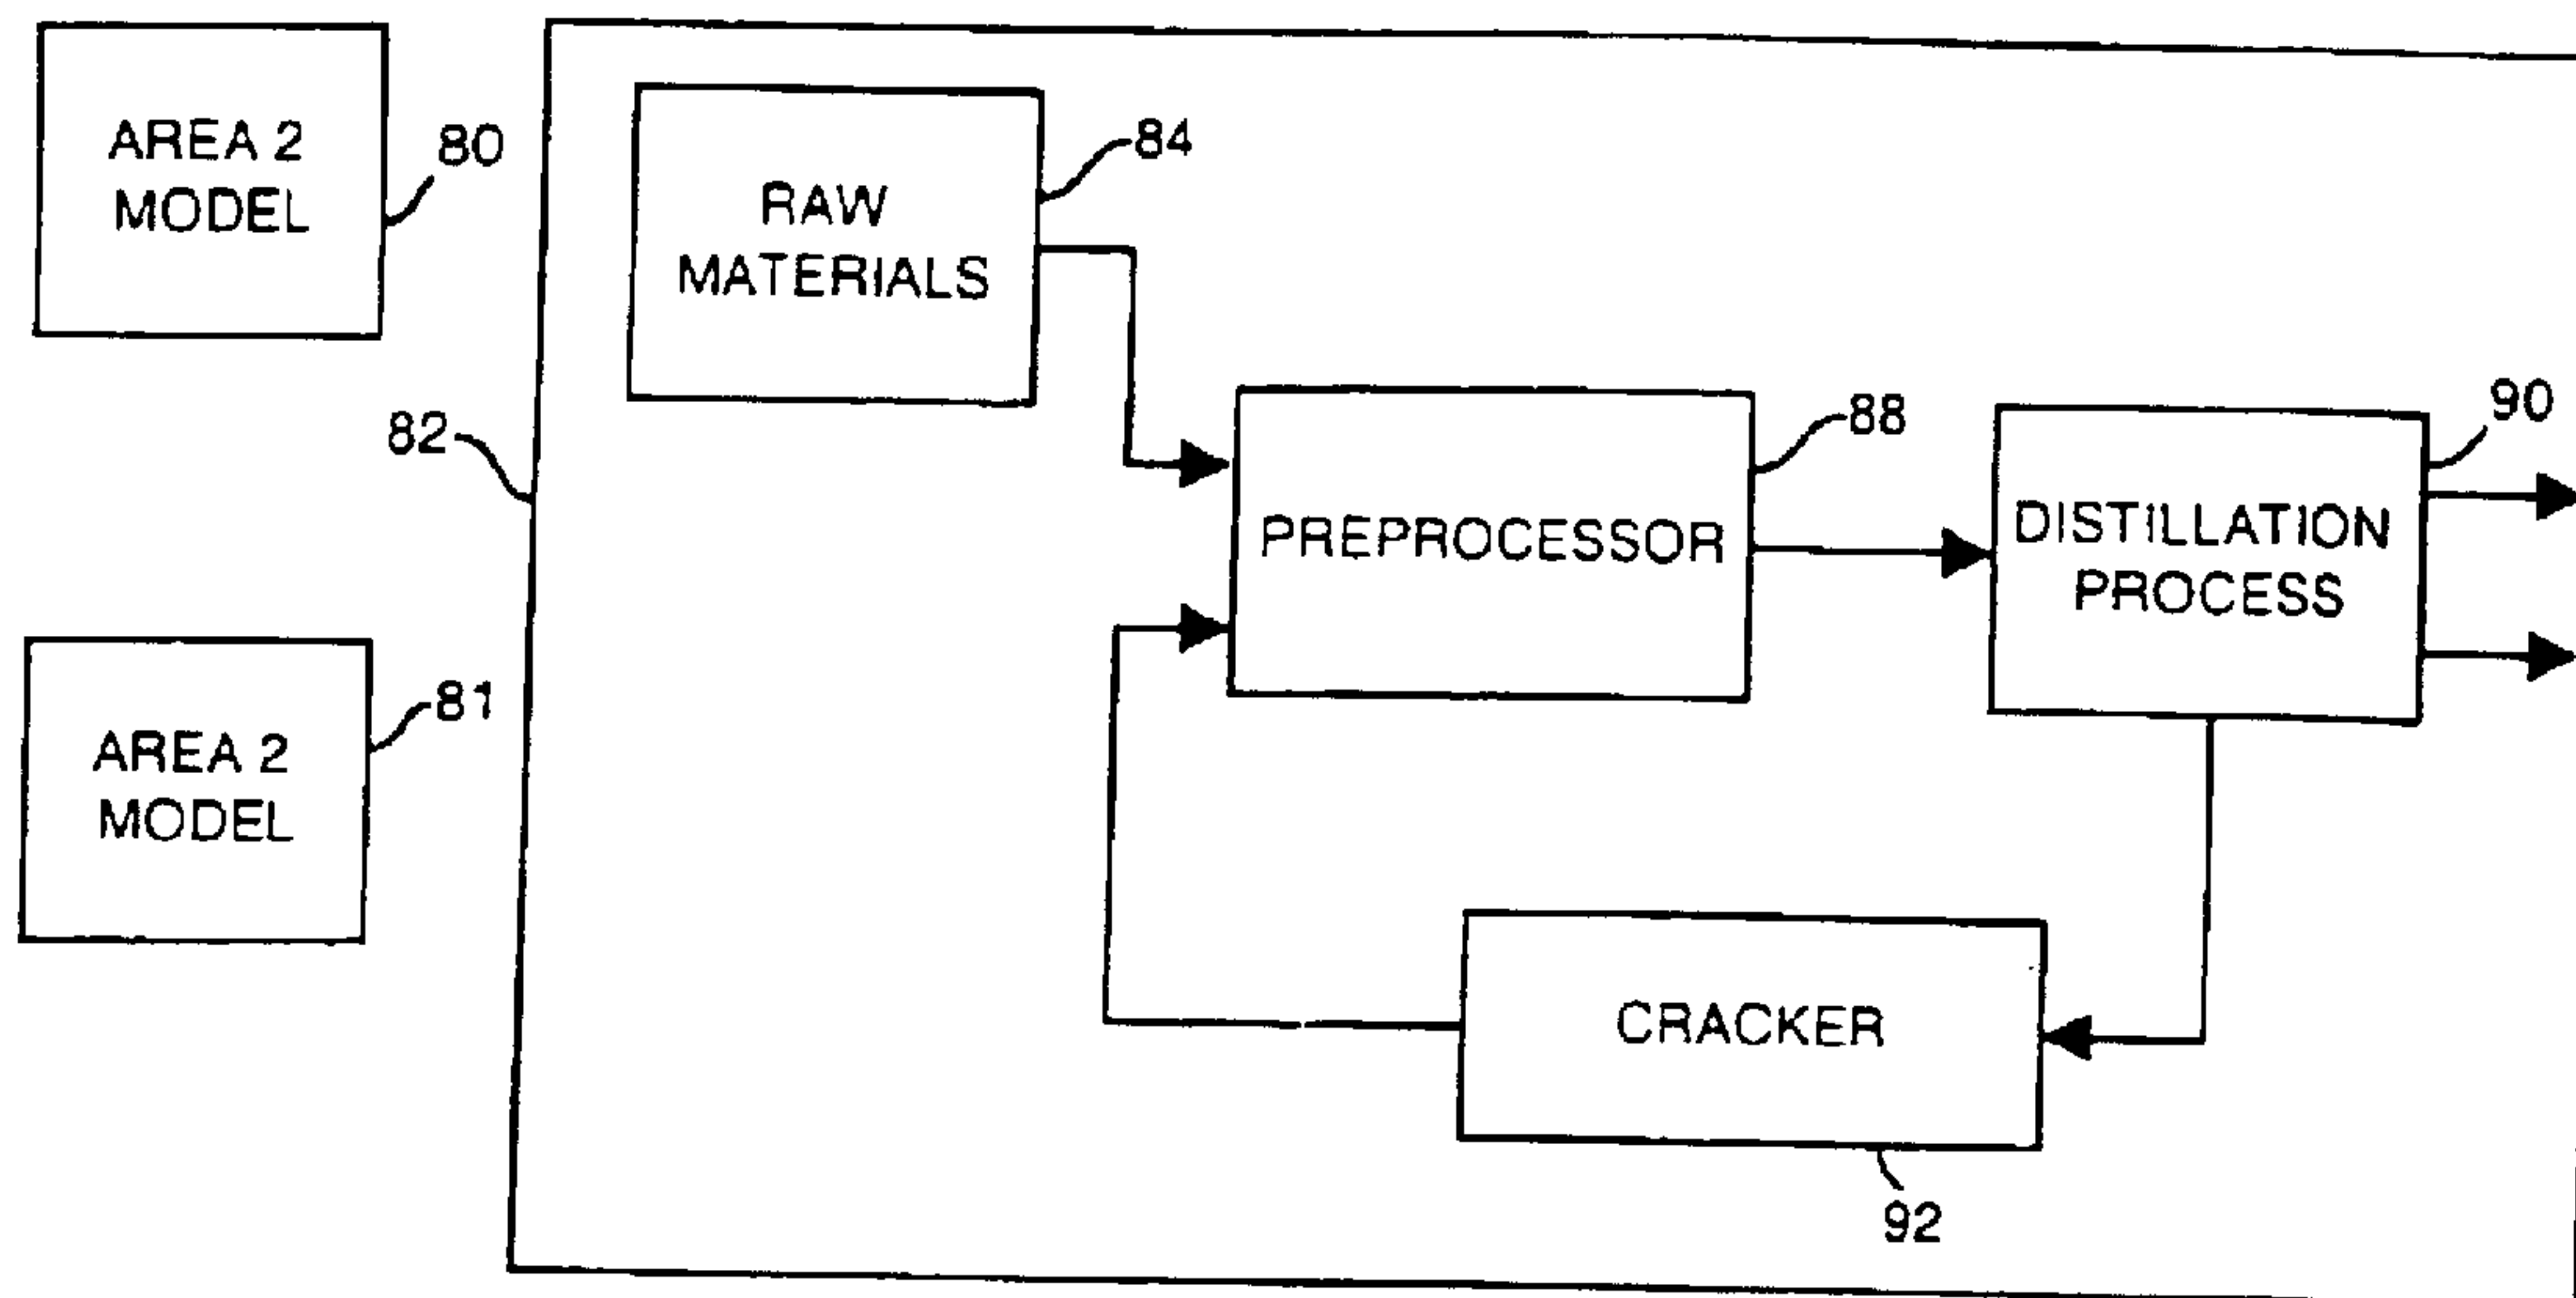 AREA 2
MODEL
80
RAW
MATERIALS
84
82
PREPROCESSOR
88
DISTILLATION
PROCESS
90
AREA 2
MODEL
81
CRACKER
92